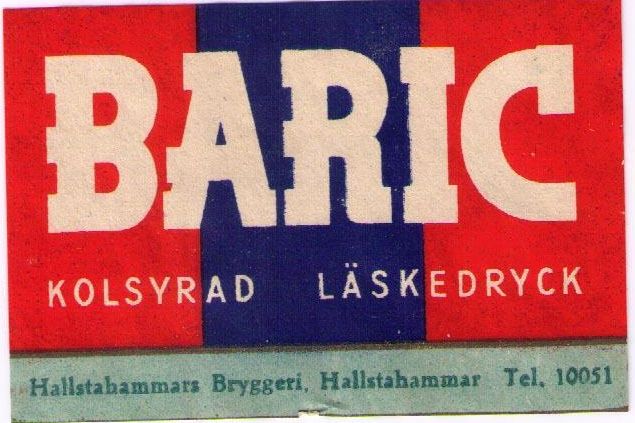 BARIC
KOLSYRAD LÄSKEDRYCK
Hallstahammars Bryggeri, Hallstahammar Tel. 10051